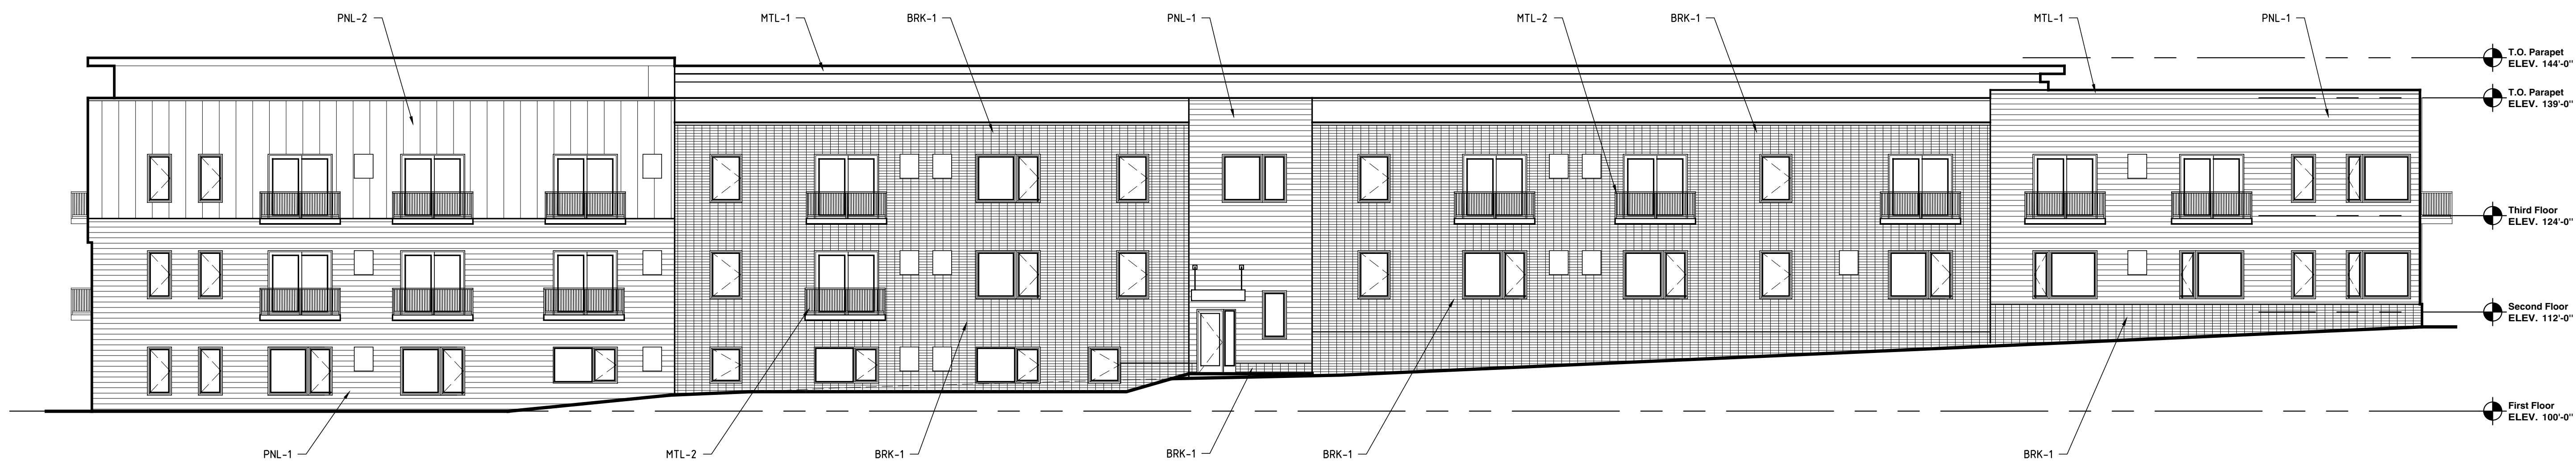 PNL-2
MTL-1
BRK-1
PNL-1
MTL-2
BRK-1
MTL-1
PNL-1
T.O. Parapet
ELEV. 144'-0"
T.O. Parapet
ELEV. 139'-0"
Third Floor
ELEV. 124'-0"
Second Floor
ELEV. 112'-0"
First Floor
ELEV. 100'-0"
PNL-1
MTL-2
BRK-1
BRK-1
BRK-1
BRK-1